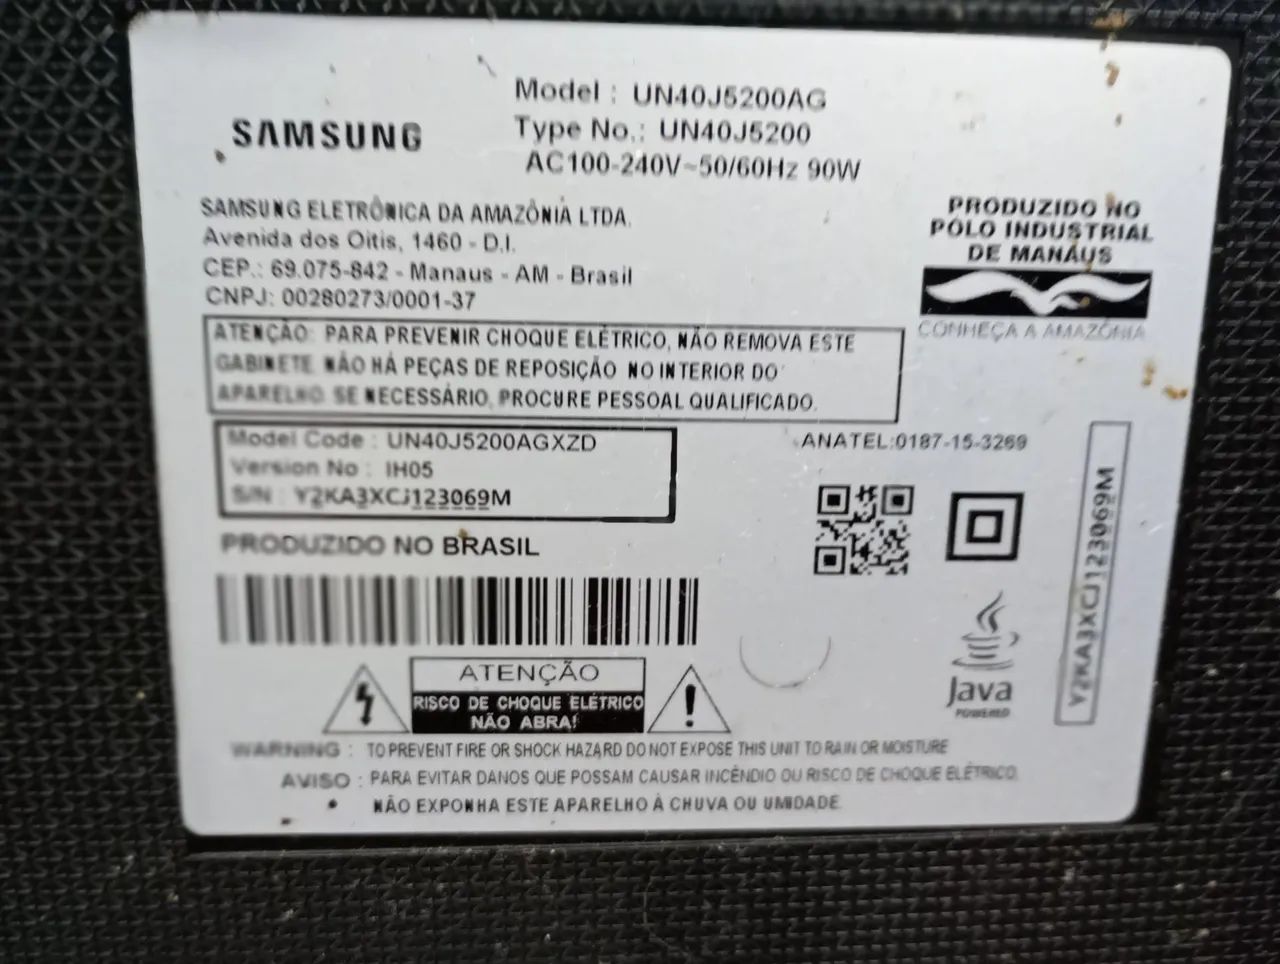 SAMSUNG
Model : UN40J5200AG
Type No.: UN40J5200
AC100-240V~50/60Hz 90W
SAMSUNG ELETRÔNICA DA AMAZÔNIA LTDA.
Avenida dos Oitis, 1460 - D.I.
CEP.: 69.075-842 - Manaus - AM - Brasil
CNPJ: 00280273/0001-37
PRODUZIDO NO
PÓLO INDUSTRIAL
DE MANAUS
CONHEÇA A AMAZÔNIA
ATENÇÃO: PARA PREVENIR CHOQUE ELÉTRICO, NÃO REMOVA ESTE
GABINETE NÃO HÁ PEÇAS DE REPOSIÇÃO NO INTERIOR DO
APARELHO. SE NECESSÁRIO, PROCURE PESSOAL QUALIFICADO.
Model Code : UN40J5200AGXZD
Version No : IH05
S/N : Y2KA3XCJ123069M
ANATEL:0187-15-3269
PRODUZIDO NO BRASIL
Y2KA3XCJ123069M
Java
POWERED
ATENÇÃO
RISCO DE CHOQUE ELÉTRICO
NÃO ABRA!
WARNING : TO PREVENT FIRE OR SHOCK HAZARD DO NOT EXPOSE THIS UNIT TO RAIN OR MOISTURE
AVISO : PARA EVITAR DANOS QUE POSSAM CAUSAR INCÊNDIO OU RISCO DE CHOQUE ELÉTRICO,
NÃO EXPONHA ESTE APARELHO À CHUVA OU UMIDADE.